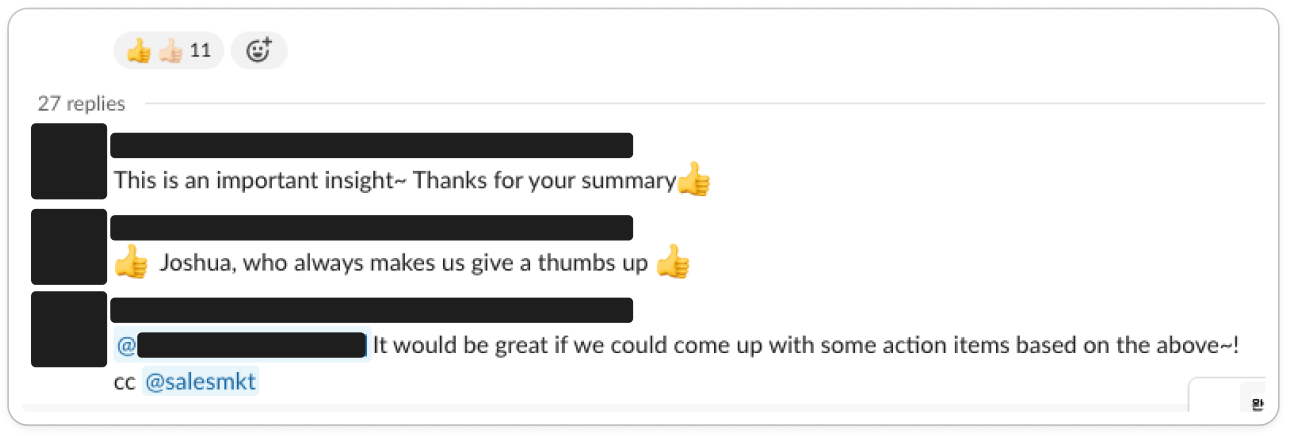 👍 👍🏻 11
27 replies
This is an important insight~ Thanks for your summary👍
👍 Joshua, who always makes us give a thumbs up 👍
@ It would be great if we could come up with some action items based on the above~!
cc @salesmkt
완